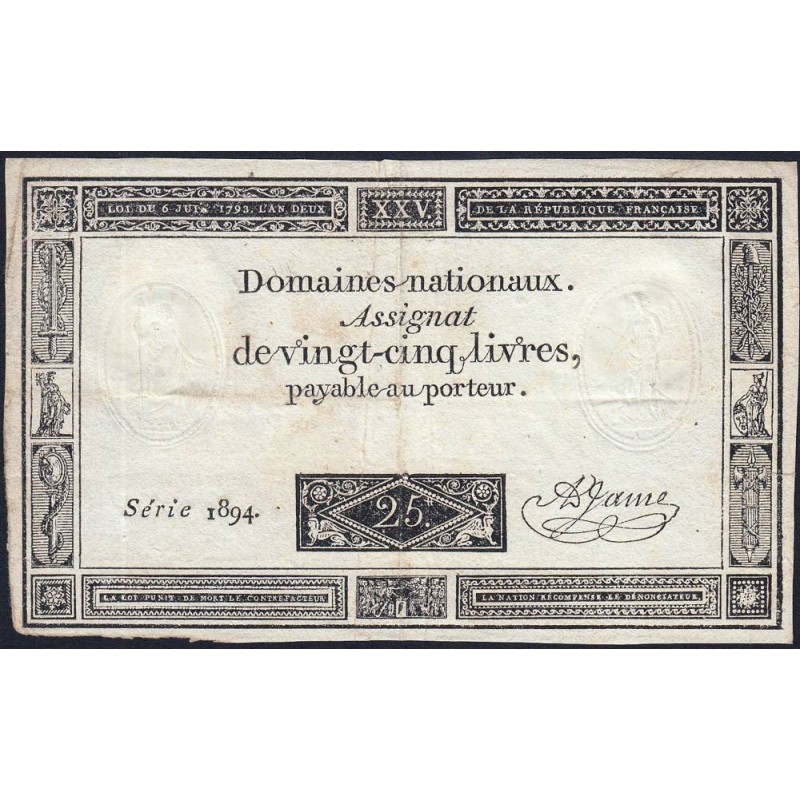 LOI DU 6 JUIN 1793. L'AN DEUX
XXV.
DE LA RÉPUBLIQUE FRANÇAISE
Domaines nationaux.
Assignat
de vingt-cinq livres,
payable au porteur.
Série 1894.
25.
AJame
LA LOI PUNIT DE MORT LE CONTREFACTEUR
LA NATION RÉCOMPENSE LE DÉNONCIATEUR